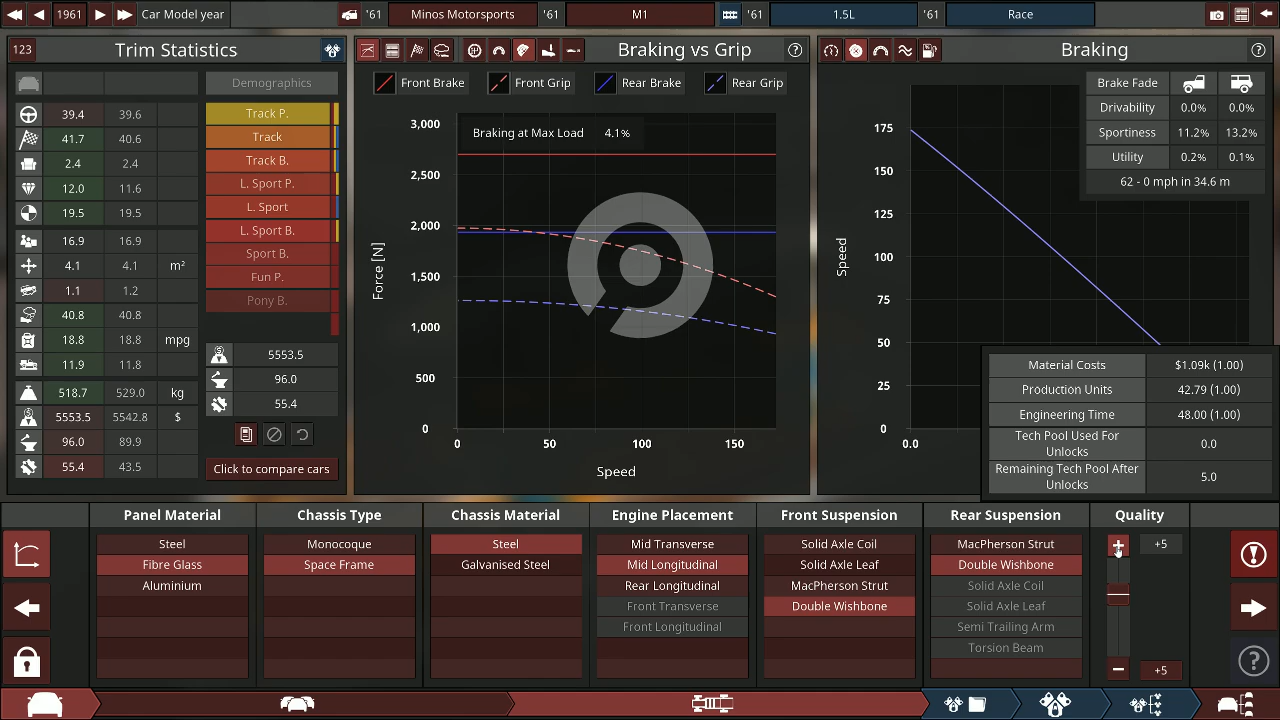 1961 Car Model year '61 Minos Motorsports '61 M1 '61 1.5L '61 Race
123 Trim Statistics
Demographics
39.4 39.6
41.7 40.6
2.4 2.4
12.0 11.6
19.5 19.5
16.9 16.9
4.1 4.1 m²
1.1 1.2
40.8 40.8
18.8 18.8 mpg
11.9 11.8
518.7 529.0 kg
5553.5 5542.8 $
96.0 89.9
55.4 43.5
Track P.
Track
Track B.
L. Sport P.
L. Sport
L. Sport B.
Sport B.
Fun P.
Pony B.
5553.5
96.0
55.4
Click to compare cars
Braking vs Grip ?
Front Brake Front Grip Rear Brake Rear Grip
Braking at Max Load 4.1%
3,000
2,500
2,000
1,500
1,000
500
0
Force [N]
0 50 100 150
Speed
Braking ?
Brake Fade
Drivability 0.0% 0.0%
Sportiness 11.2% 13.2%
Utility 0.2% 0.1%
62 - 0 mph in 34.6 m
175
150
125
100
75
50
25
0
Speed
0.0
Material Costs $1.09k (1.00)
Production Units 42.79 (1.00)
Engineering Time 48.00 (1.00)
Tech Pool Used For
Unlocks 0.0
Remaining Tech Pool After
Unlocks 5.0
Panel Material
Steel
Fibre Glass
Aluminium
Chassis Type
Monocoque
Space Frame
Chassis Material
Steel
Galvanised Steel
Engine Placement
Mid Transverse
Mid Longitudinal
Rear Longitudinal
Front Transverse
Front Longitudinal
Front Suspension
Solid Axle Coil
Solid Axle Leaf
MacPherson Strut
Double Wishbone
Rear Suspension
MacPherson Strut
Double Wishbone
Solid Axle Coil
Solid Axle Leaf
Semi Trailing Arm
Torsion Beam
Quality
+ +5
- +5
?